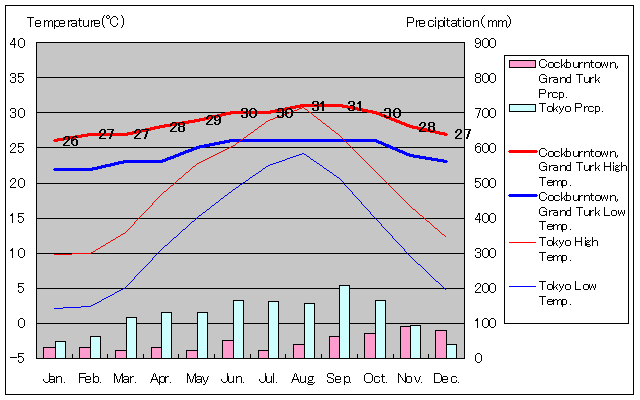 Temperature(℃) Precipitation(mm)
40 900
35 800
30 700
25 600
20 500
15 400
10 300
5 200
0 100
-5 0
26 27 27 28 29 30 30 31 31 30 28 27
Jan. Feb. Mar. Apr. May Jun. Jul. Aug. Sep. Oct. Nov. Dec.
Cockburntown,
Grand Turk
Prcp.
Tokyo Prcp.
Cockburntown,
Grand Turk High
Temp.
Cockburntown,
Grand Turk Low
Temp.
Tokyo High
Temp.
Tokyo Low
Temp.